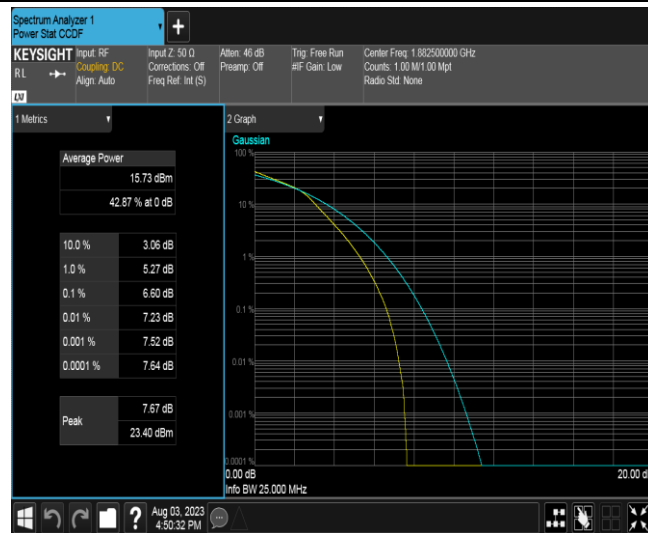 Spectrum Analyzer 1
Power Stat CCDF
+
KEYSIGHT
RL
LXI
Input: RF
Coupling: DC
Align: Auto
Input Z: 50 Ω
Corrections: Off
Freq Ref: Int (S)
Atten: 46 dB
Preamp: Off
Trig: Free Run
#IF Gain: Low
Center Freq: 1.882500000 GHz
Counts: 1.00 M/1.00 Mpt
Radio Std: None
1 Metrics
Average Power
15.73 dBm
42.87 % at 0 dB
10.0 % 3.06 dB
1.0 % 5.27 dB
0.1 % 6.60 dB
0.01 % 7.23 dB
0.001 % 7.52 dB
0.0001 % 7.64 dB
Peak
7.67 dB
23.40 dBm
2 Graph
Gaussian
100 %
10 %
1 %
0.1 %
0.01 %
0.001 %
0.0001 %
0.00 dB
20.00 d
Info BW 25.000 MHz
?
Aug 03, 2023
4:50:32 PM